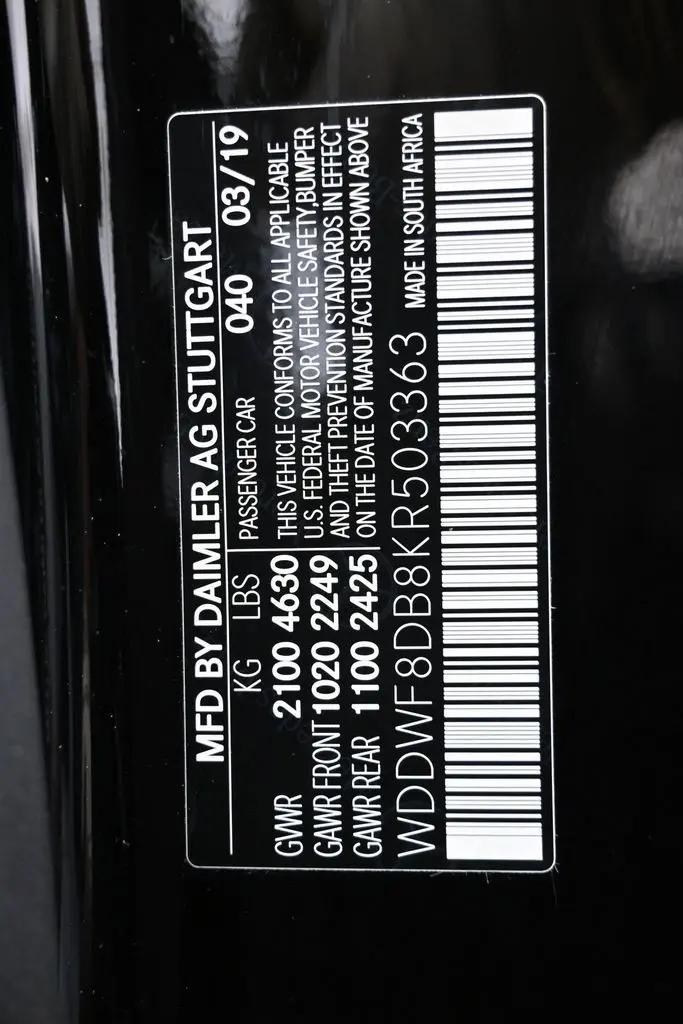 MFD BY DAIMLER AG STUTTGART
KG LBS PASSENGER CAR 040 03/19
GVWR 2100 4630 THIS VEHICLE CONFORMS TO ALL APPLICABLE
GAWR FRONT 1020 2249 U.S. FEDERAL MOTOR VEHICLE SAFETY,BUMPER
GAWR REAR 1100 2425 AND THEFT PREVENTION STANDARDS IN EFFECT
ON THE DATE OF MANUFACTURE SHOWN ABOVE
WDDWF8DB8KR503363 MADE IN SOUTH AFRICA